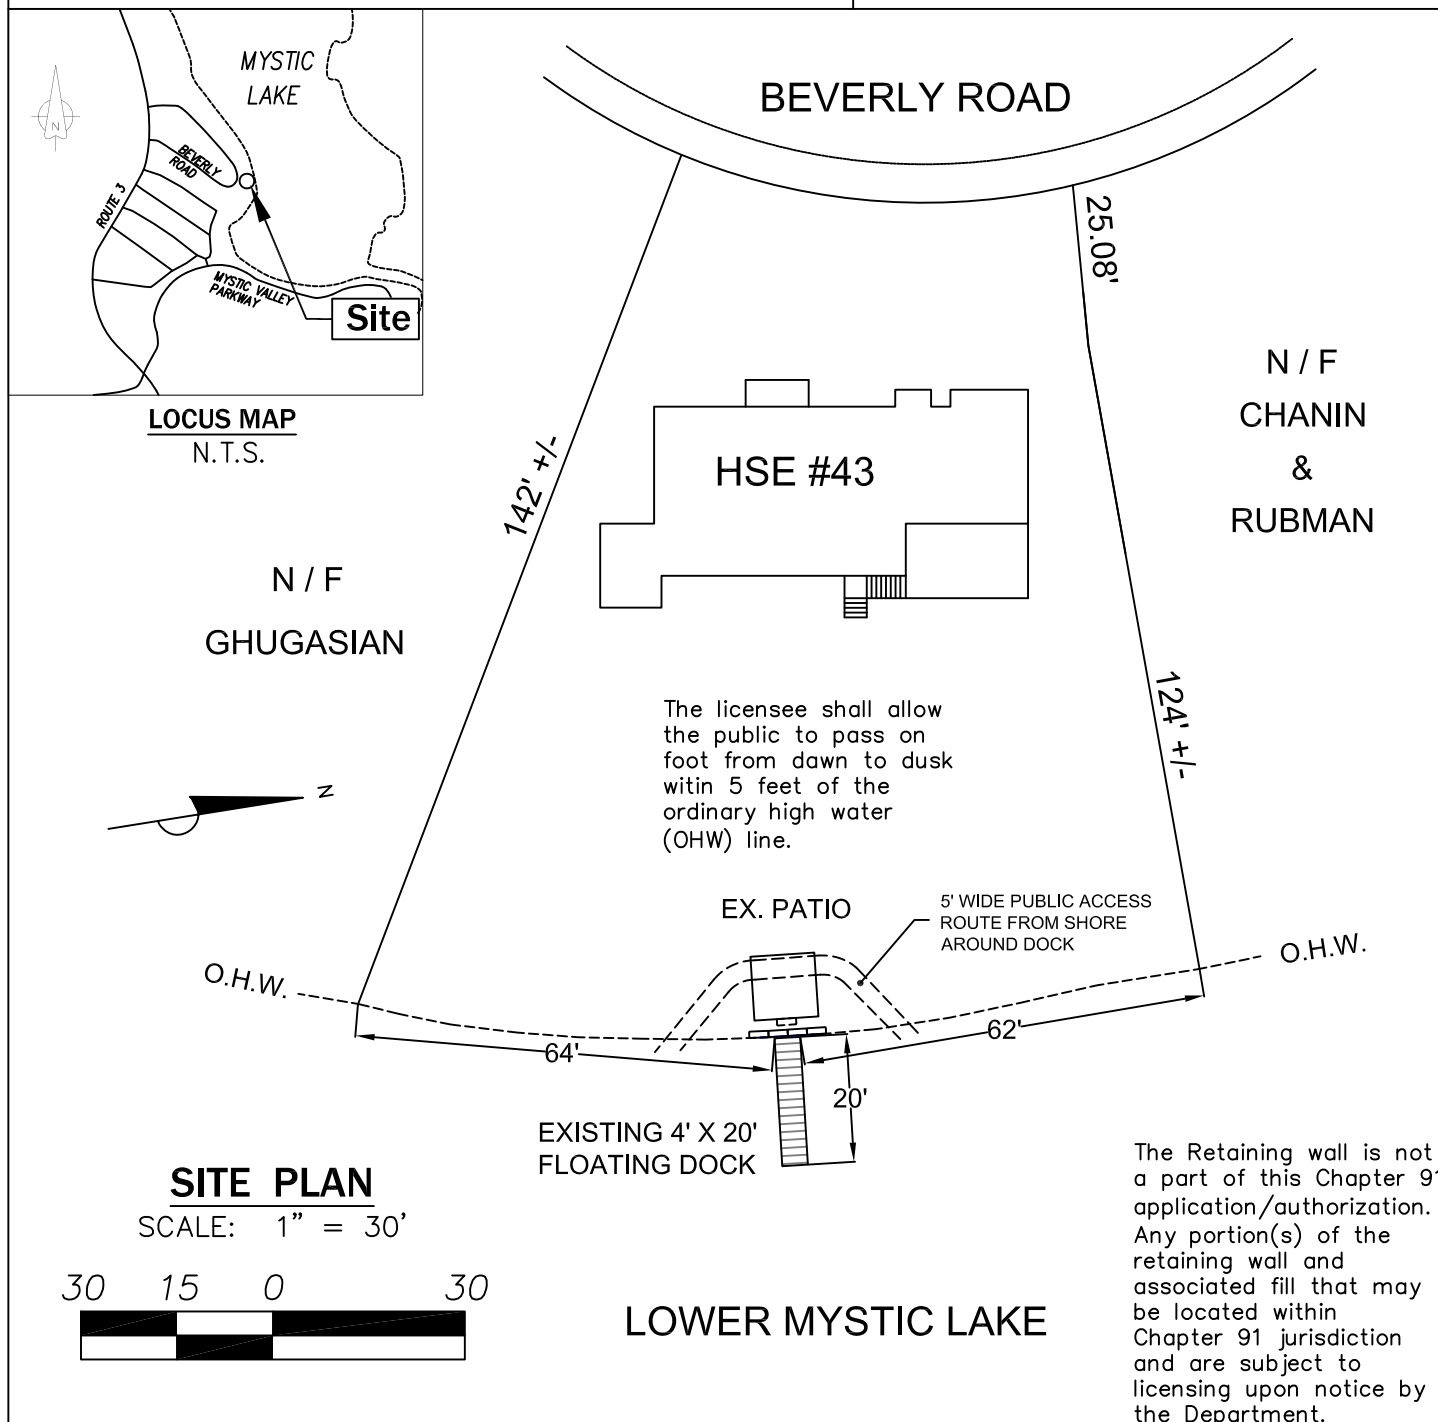 MYSTIC
LAKE
N
BEVERLY
ROAD
ROUTE 3
MYSTIC VALLEY
PARKWAY
Site
LOCUS MAP
N.T.S.
BEVERLY ROAD
25.08'
142' +/-
HSE #43
N / F
CHANIN
&
RUBMAN
N / F
GHUGASIAN
124' +/-
The licensee shall allow
the public to pass on
foot from dawn to dusk
witin 5 feet of the
ordinary high water
(OHW) line.
N
EX. PATIO
5' WIDE PUBLIC ACCESS
ROUTE FROM SHORE
AROUND DOCK
O.H.W.
O.H.W.
64'
62'
20'
EXISTING 4' X 20'
FLOATING DOCK
SITE PLAN
SCALE: 1" = 30'
30 15 0 30
LOWER MYSTIC LAKE
The Retaining wall is not
a part of this Chapter 91
application/authorization.
Any portion(s) of the
retaining wall and
associated fill that may
be located within
Chapter 91 jurisdiction
and are subject to
licensing upon notice by
the Department.